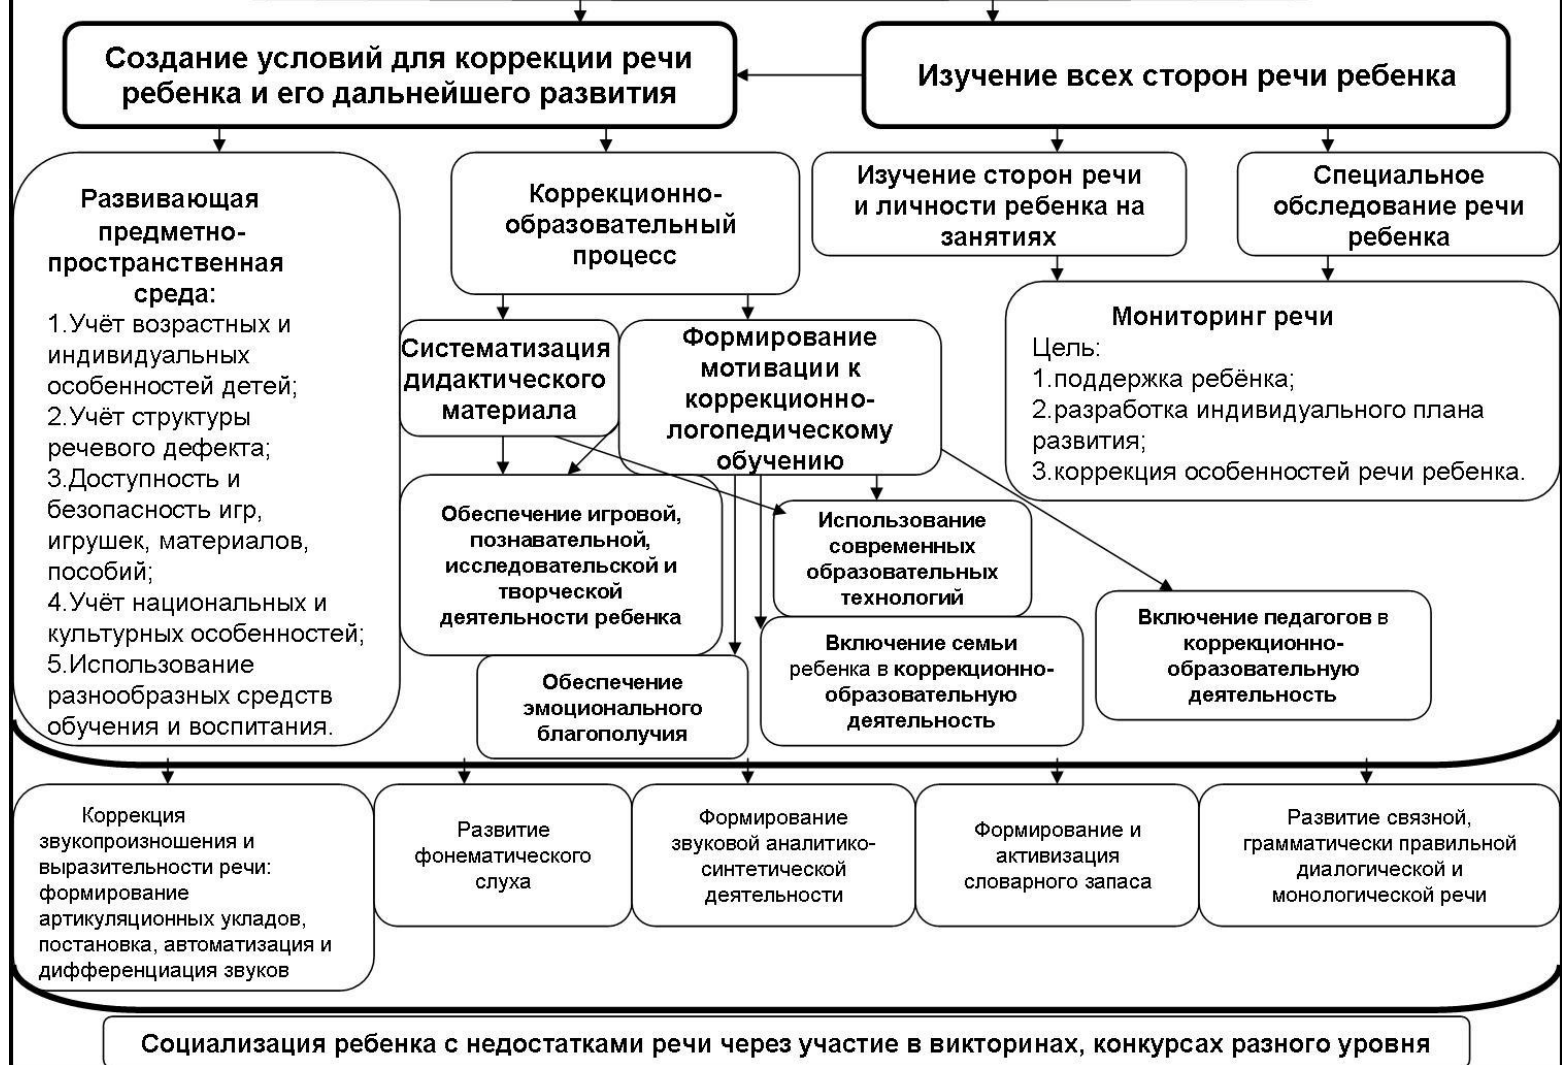 Создание условий для коррекции речи
ребенка и его дальнейшего развития
Изучение всех сторон речи ребенка
Развивающая
предметно-
пространственная
среда:
1.Учёт возрастных и
индивидуальных
особенностей детей;
2.Учёт структуры
речевого дефекта;
3.Доступность и
безопасность игр,
игрушек, материалов,
пособий;
4.Учёт национальных и
культурных особенностей;
5.Использование
разнообразных средств
обучения и воспитания.
Коррекционно-
образовательный
процесс
Изучение сторон речи
и личности ребенка на
занятиях
Специальное
обследование речи
ребенка
Систематизация
дидактического
материала
Формирование
мотивации к
коррекционно-
логопедическому
обучению
Мониторинг речи
Цель:
1.поддержка ребёнка;
2.разработка индивидуального плана
развития;
3.коррекция особенностей речи ребенка.
Обеспечение игровой,
познавательной,
исследовательской и
творческой
деятельности ребенка
Использование
современных
образовательных
технологий
Обеспечение
эмоционального
благополучия
Включение семьи
ребенка в коррекционно-
образовательную
деятельность
Включение педагогов в
коррекционно-
образовательную
деятельность
Коррекция
звукопроизношения и
выразительности речи:
формирование
артикуляционных укладов,
постановка, автоматизация и
дифференциация звуков
Развитие
фонематического
слуха
Формирование
звуковой аналитико-
синтетической
деятельности
Формирование и
активизация
словарного запаса
Развитие связной,
грамматически правильной
диалогической и
монологической речи
Социализация ребенка с недостатками речи через участие в викторинах, конкурсах разного уровня